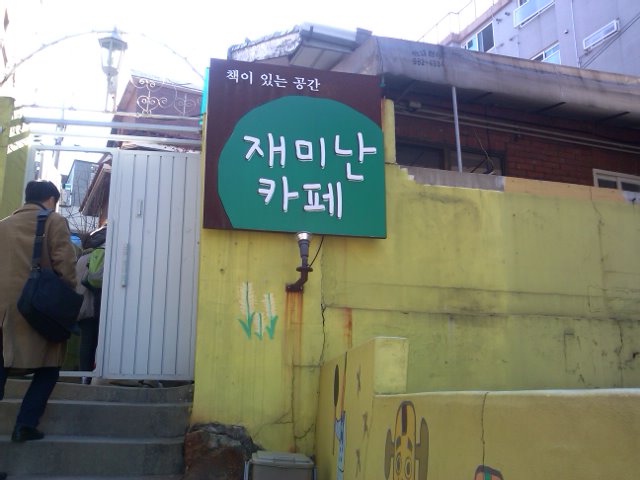 책이 있는 공간
재미난
카페